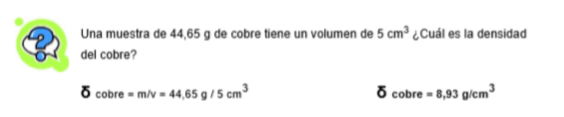 Una muestra de 44,65 g de cobre tiene un volumen de 5 cm³ ¿Cuál es la densidad
del cobre?
δ cobre = m/v = 44,65 g / 5 cm³ δ cobre = 8,93 g/cm³